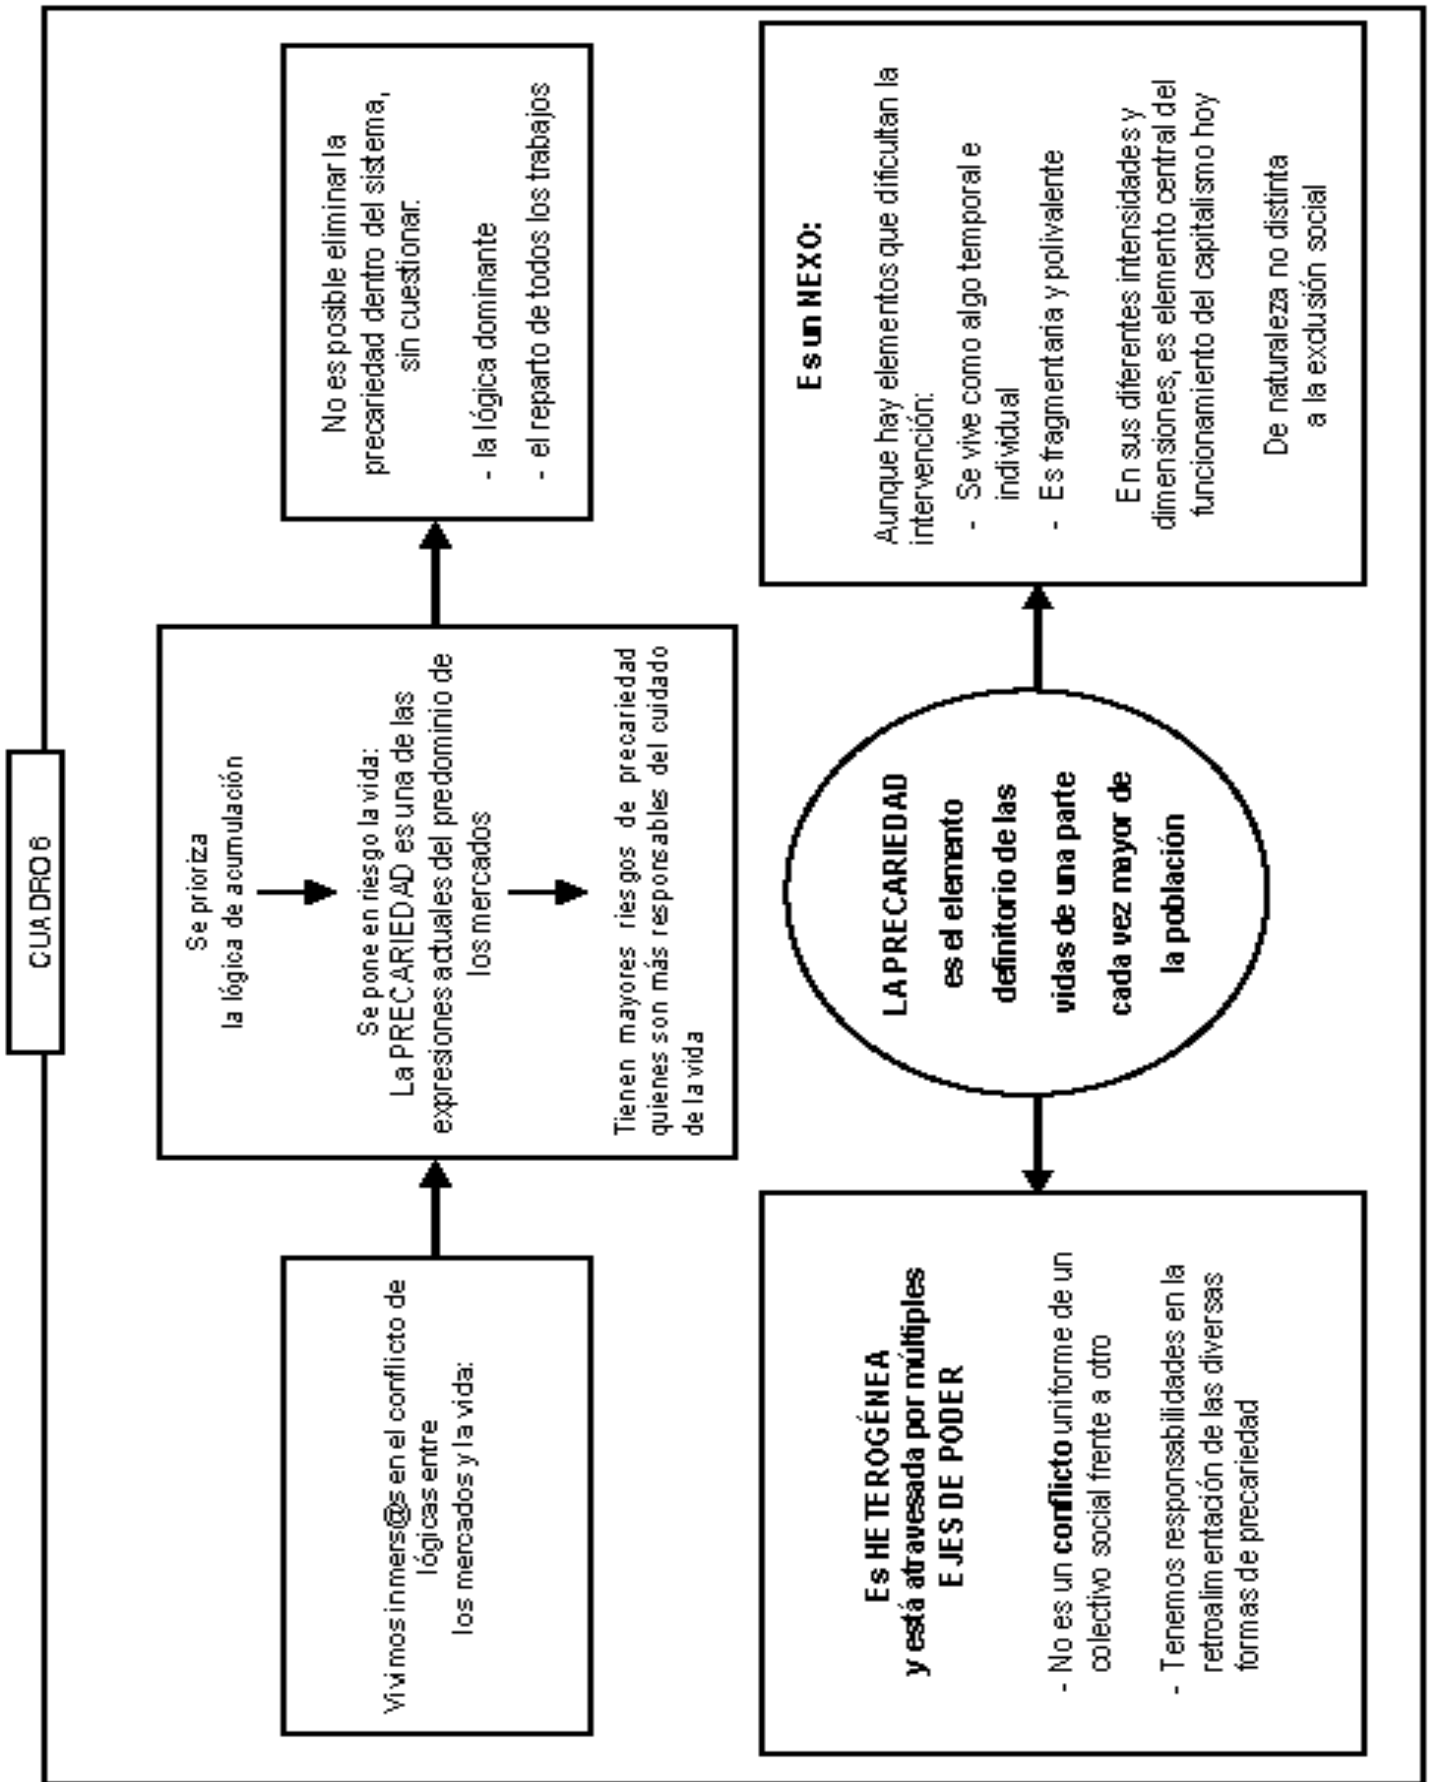 CUADRO 6
Vivimos inmers@s en el conflicto de
lógicas entre
los mercados y la vida:
Se prioriza
la lógica de acumulación
Se pone en riesgo la vida:
La PRECARIEDAD es una de las
expresiones actuales del predominio de
los mercados
Tienen mayores riesgos de precariedad
quienes son más responsables del cuidado
de la vida
No es posible eliminar la
precariedad dentro del sistema,
sin cuestionar:
- la lógica dominante
- el reparto de todos los trabajos
Es HETEROGÉNEA
y está atravesada por múltiples
EJES DE PODER
- No es un conflicto uniforme de un
colectivo social frente a otro
- Tenemos responsabilidades en la
retroalimentación de las diversas
formas de precariedad
LA PRECARIEDAD
es el elemento
definitorio de las
vidas de una parte
cada vez mayor de
la población
Es un NEXO:
Aunque hay elementos que dificultan la
intervención:
- Se vive como algo temporal e
individual
- Es fragmentaria y polivalente
En sus diferentes intensidades y
dimensiones, es elemento central del
funcionamiento del capitalismo hoy
De naturaleza no distinta
a la exclusión social